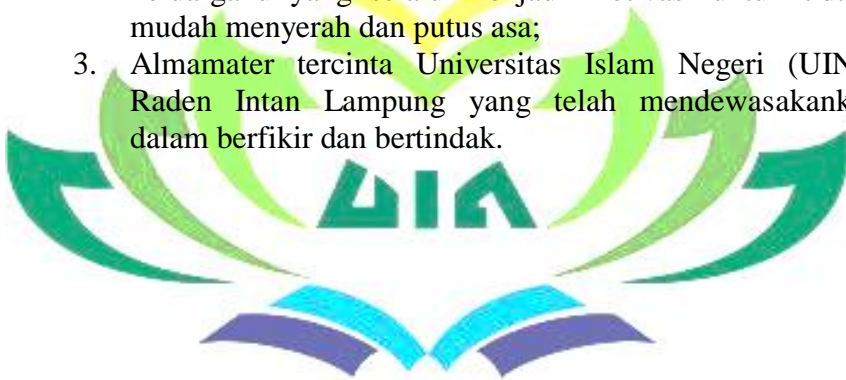 mudah menyerah dan putus asa;
3. Almamater tercinta Universitas Islam Negeri (UIN
Raden Intan Lampung yang telah mendewasakank
dalam berfikir dan bertindak.
UIN